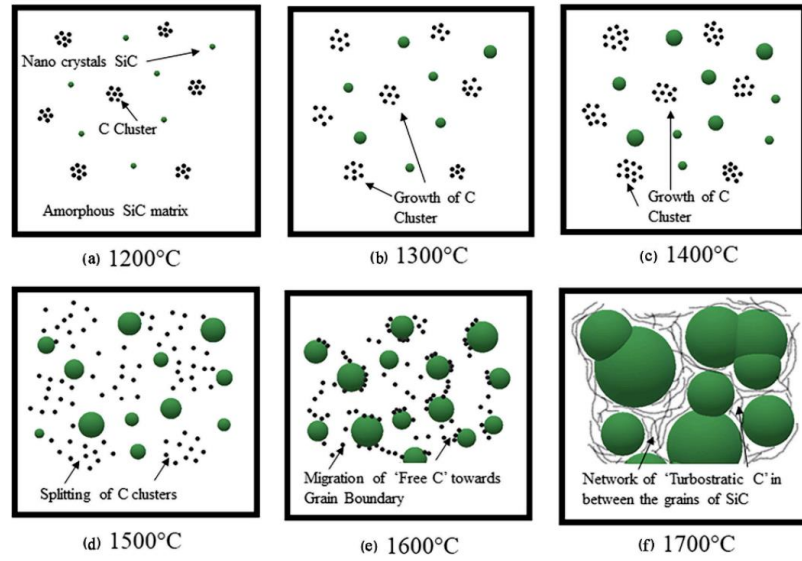 Nano crystals SiC
C Cluster
Amorphous SiC matrix
(a) 1200°C
Growth of C
Cluster
(b) 1300°C
Growth of C
Cluster
(c) 1400°C
Splitting of C clusters
(d) 1500°C
Migration of 'Free C' towards
Grain Boundary
(e) 1600°C
Network of 'Turbostratic C' in
between the grains of SiC
(f) 1700°C